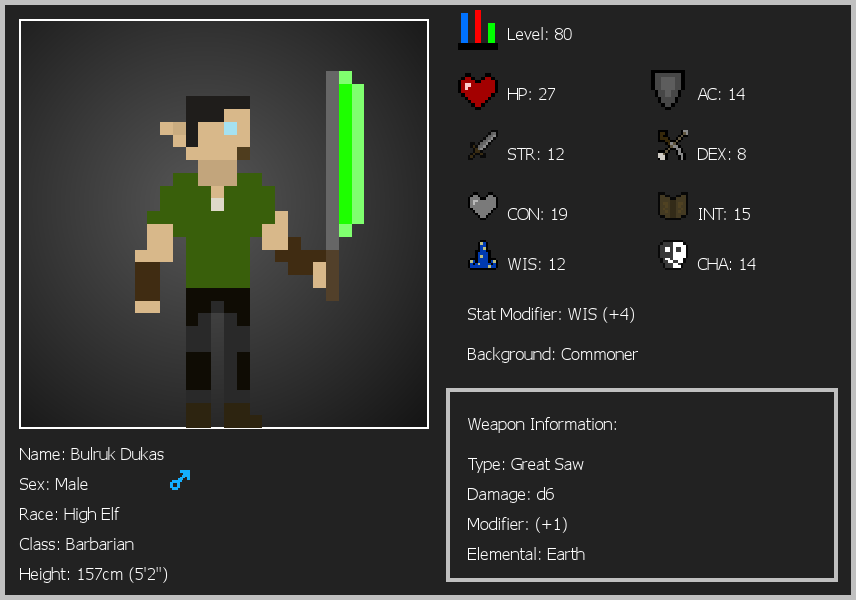 Level: 80
HP: 27
AC: 14
STR: 12
DEX: 8
CON: 19
INT: 15
WIS: 12
CHA: 14
Stat Modifier: WIS (+4)
Background: Commoner
Weapon Information:
Type: Great Saw
Damage: d6
Modifier: (+1)
Elemental: Earth
Name: Bulruk Dukas
Sex: Male
Race: High Elf
Class: Barbarian
Height: 157cm (5'2")